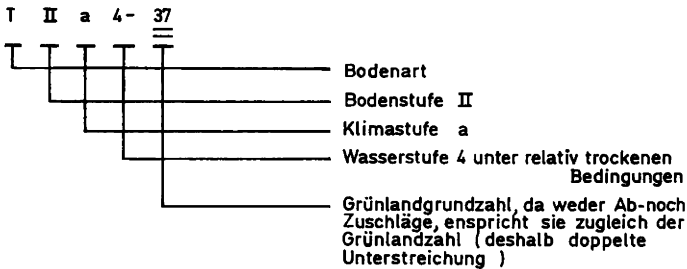 T II a 4- 37
Bodenart
Bodenstufe II
Klimastufe a
Wasserstufe 4 unter relativ trockenen
Bedingungen
Grünlandgrundzahl, da weder Ab-noch
Zuschläge, enspricht sie zugleich der
Grünlandzahl (deshalb doppelte
Unterstreichung )